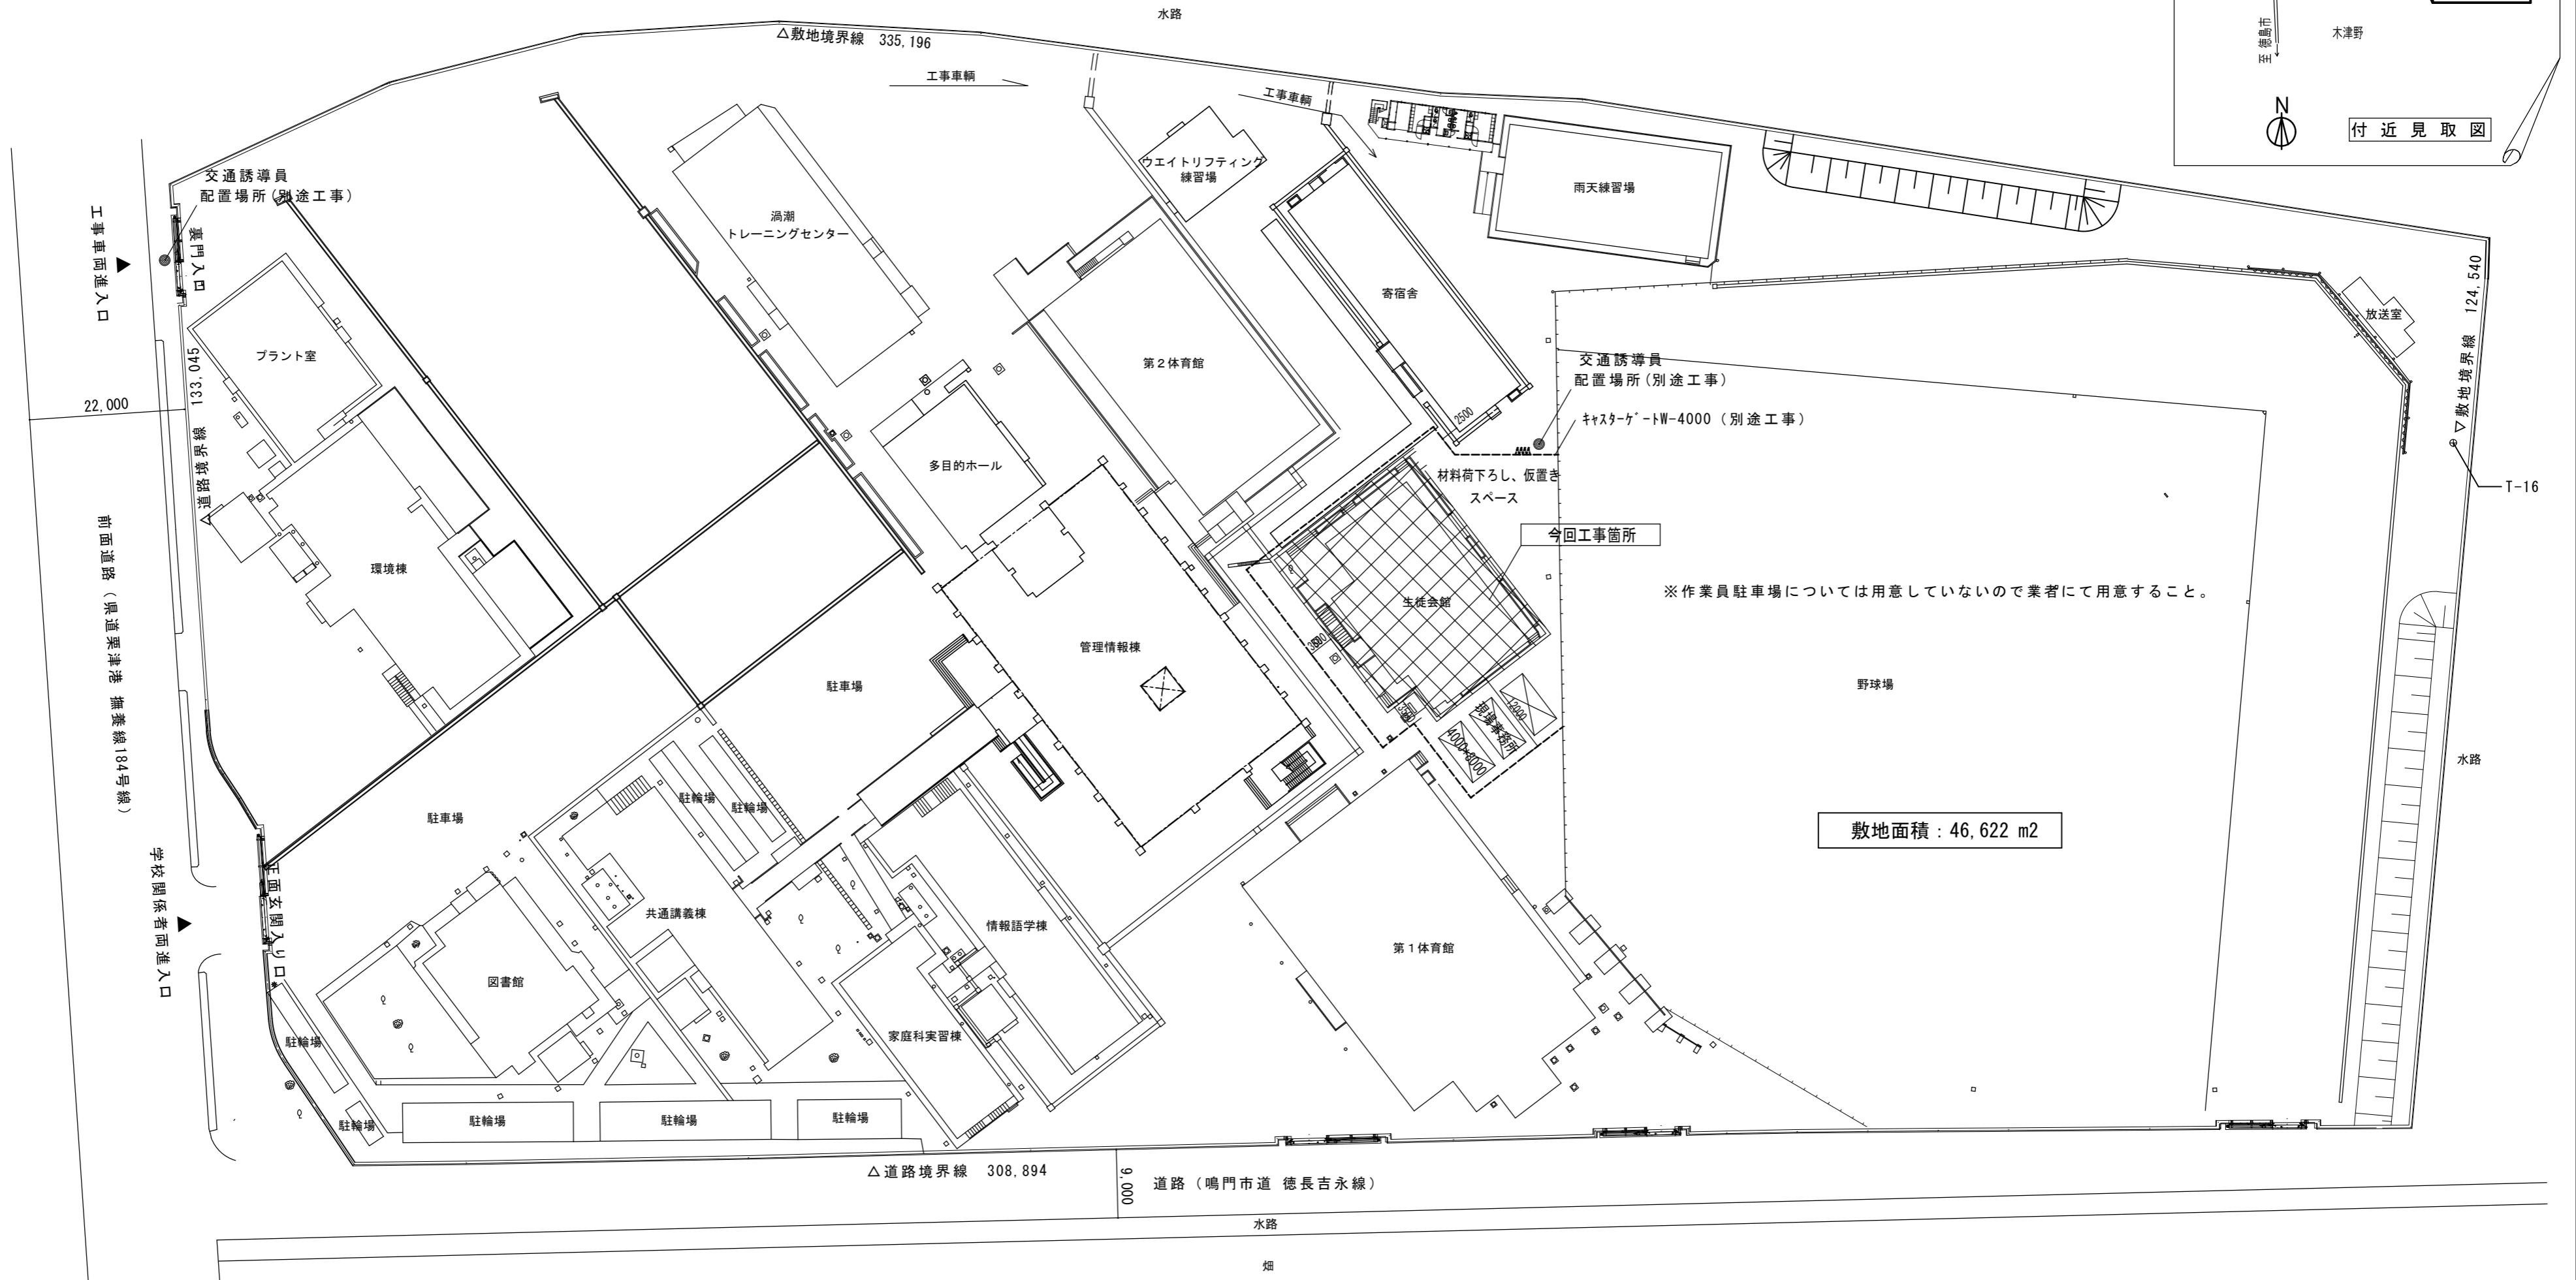 水路
△敷地境界線 335,196
工事車輌
工事車輌
至 徳島市
木津野
N
付近見取図
交通誘導員
配置場所(別途工事)
裏門入口
工事車両進入口
22,000
△道路境界線 133,045
前面道路(県道粟津港 撫養線184号線)
学校関係者両進入口
正面玄関入り口
プラント室
環境棟
渦潮
トレーニングセンター
ウエイトリフティング
練習場
雨天練習場
寄宿舎
第2体育館
多目的ホール
管理情報棟
2500
交通誘導員
配置場所(別途工事)
キャスターゲートW-4000 (別途工事)
材料荷下ろし、仮置き
スペース
今回工事箇所
生徒会館
現場事務所
※作業員駐車場については用意していないので業者にて用意すること。
放送室
▽敷地境界線 124,540
T-16
野球場
水路
敷地面積：46,622 m2
駐車場
駐車場
駐輪場
駐輪場
共通講義棟
情報語学棟
第1体育館
図書館
家庭科実習棟
駐輪場
駐輪場
駐輪場
駐輪場
駐輪場
△道路境界線 308,894
9,000
道路（鳴門市道 徳長吉永線）
水路
畑